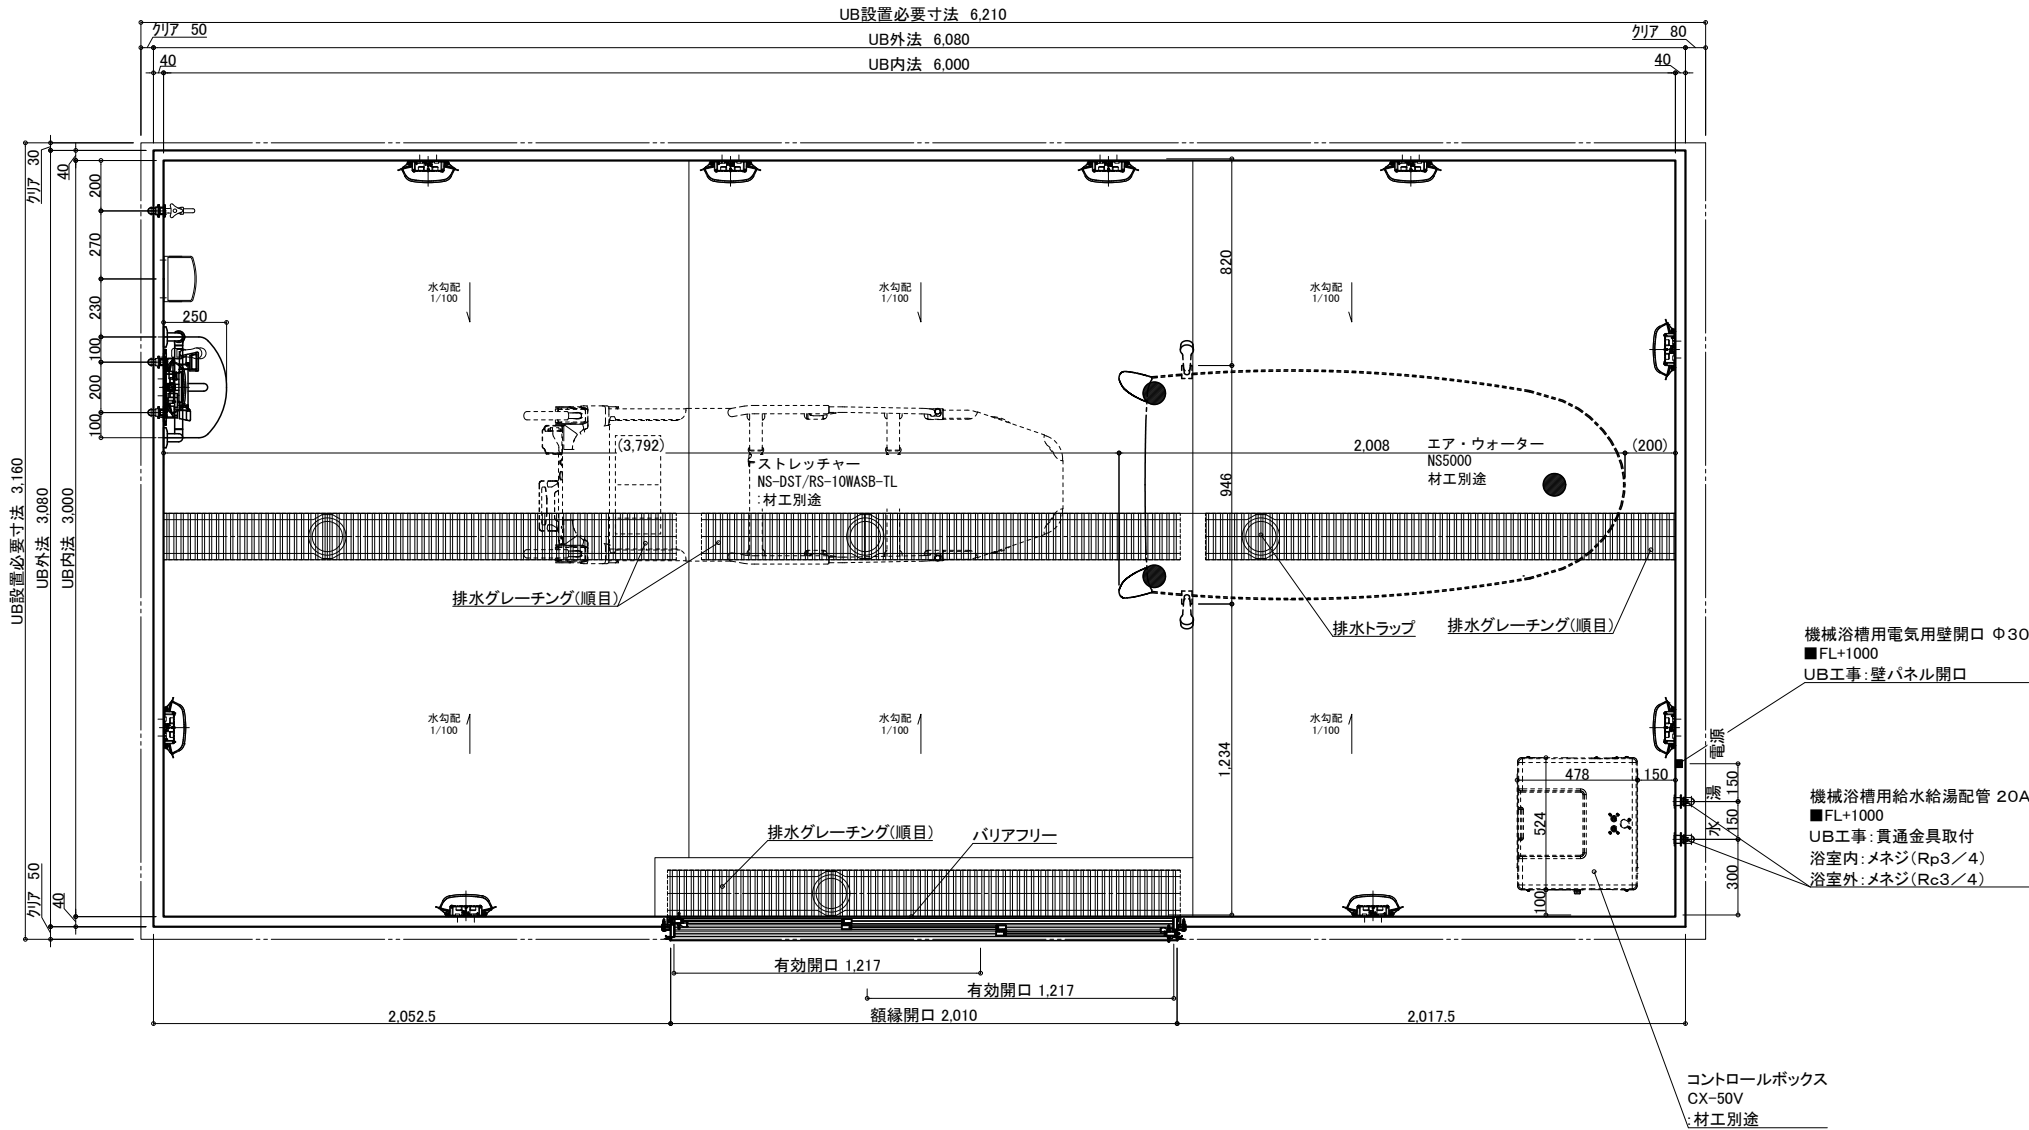 UB設置必要寸法 6,210
クリア 50
UB外法 6,080
クリア 80
40
UB内法 6,000
40
クリア 30
40
200
270
230
100
200
100
250
UB設置必要寸法 3,160
UB外法 3,080
UB内法 3,000
クリア 50
40
水勾配
1/100
水勾配
1/100
水勾配
1/100
820
(3,792)
ストレッチャー
NS-DST/RS-10WASB-TL
:材工別途
2,008
エア・ウォーター
NS5000
材工別途
(200)
946
排水グレーチング(順目)
排水トラップ
排水グレーチング(順目)
機械浴槽用電気用壁開口 Φ30
■FL+1000
UB工事:壁パネル開口
水勾配
1/100
水勾配
1/100
水勾配
1/100
1,234
電源
478
150
150
湯
524
150
水
300
100
機械浴槽用給水給湯配管 20A
■FL+1000
UB工事:貫通金具取付
浴室内:メネジ(Rp3/4)
浴室外:メネジ(Rc3/4)
排水グレーチング(順目)
バリアフリー
有効開口 1,217
有効開口 1,217
2,052.5
額縁開口 2,010
2,017.5
コントロールボックス
CX-50V
:材工別途